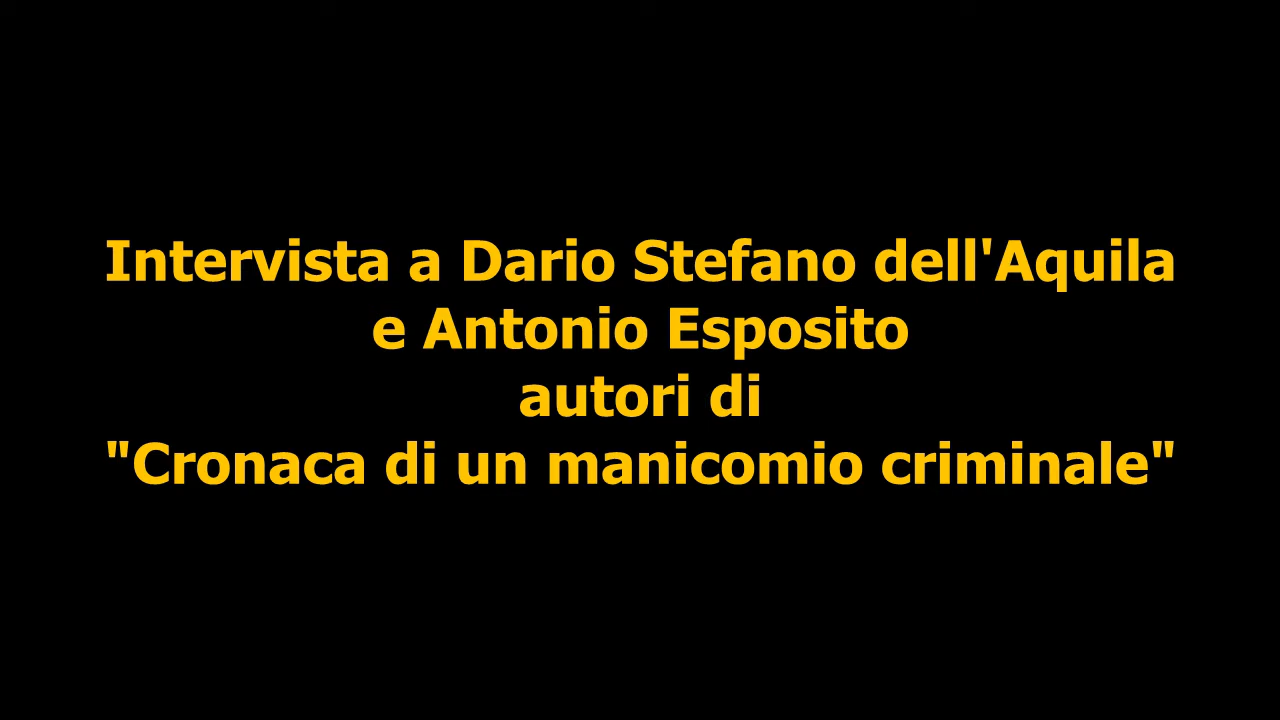 Intervista a Dario Stefano dell'Aquila
e Antonio Esposito
autori di
"Cronaca di un manicomio criminale"